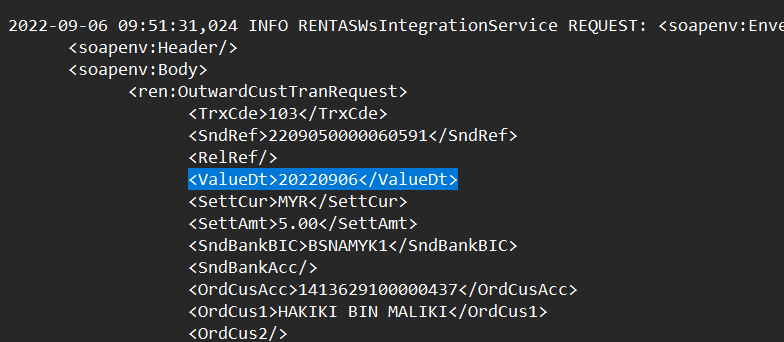 2022-09-06 09:51:31,024 INFO RENTASWsIntegrationService REQUEST: <soapenv:Enve
<soapenv:Header/>
<soapenv:Body>
<ren:OutwardCustTranRequest>
<TrxCde>103</TrxCde>
<SndRef>2209050000060591</SndRef>
<RelRef/>
<ValueDt>20220906</ValueDt>
<SettCur>MYR</SettCur>
<SettAmt>5.00</SettAmt>
<SndBankBIC>BSNAMYK1</SndBankBIC>
<SndBankAcc/>
<OrdCusAcc>1413629100000437</OrdCusAcc>
<OrdCus1>HAKIKI BIN MALIKI</OrdCus1>
<OrdCus2/>